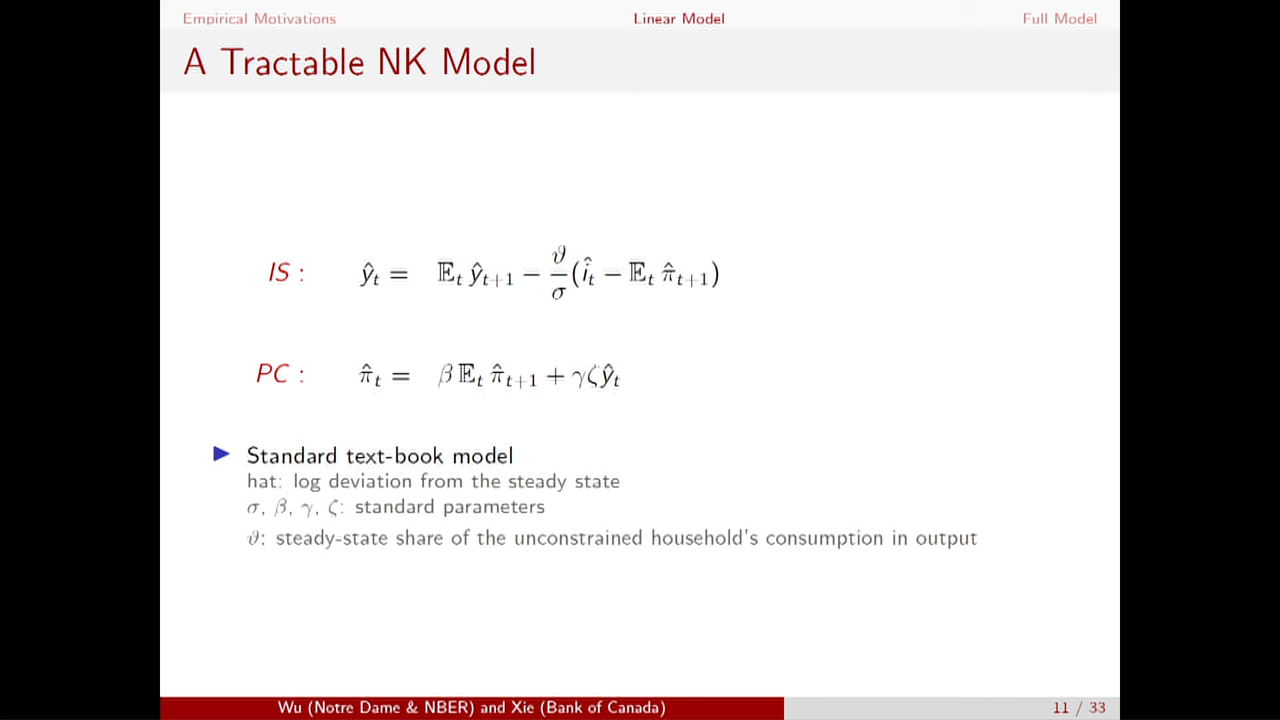 Empirical Motivations Linear Model Full Model
A Tractable NK Model
IS : ŷ_t = 𝔼_t ŷ_{t+1} − ϑ/σ (î_t − 𝔼_t π̂_{t+1})
PC : π̂_t = β 𝔼_t π̂_{t+1} + γζŷ_t
▶ Standard text-book model
hat: log deviation from the steady state
σ, β, γ, ζ: standard parameters
ϑ: steady-state share of the unconstrained household's consumption in output
Wu (Notre Dame & NBER) and Xie (Bank of Canada) 11 / 33